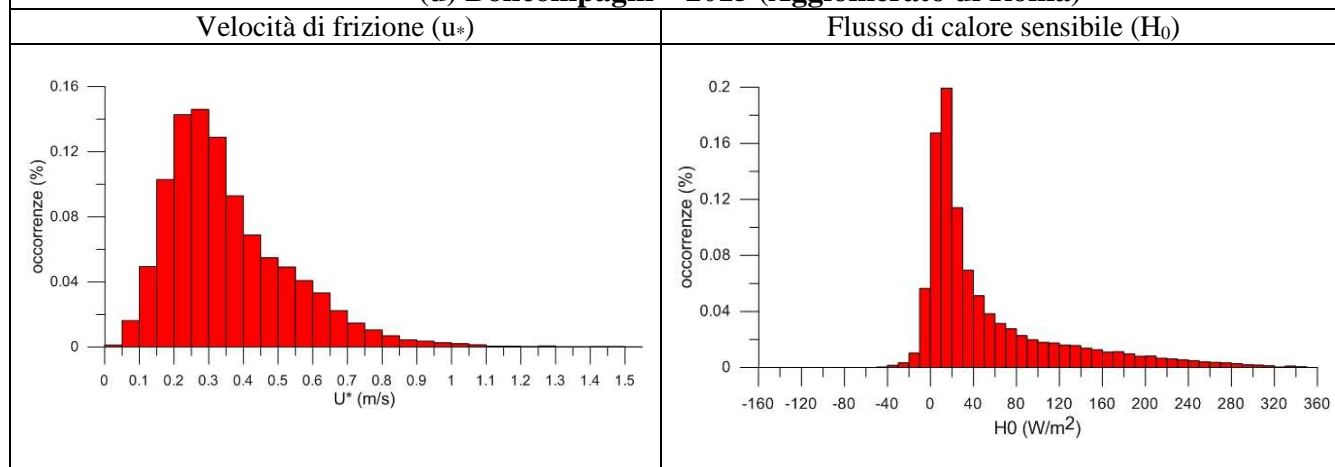 Boncompagni (Agglomerato di Roma)
Velocità di frizione (u*)
Flusso di calore sensibile (H0)
occorrenze (%)
0.16
0.12
0.08
0.04
0
0 0.1 0.2 0.3 0.4 0.5 0.6 0.7 0.8 0.9 1 1.1 1.2 1.3 1.4 1.5
U* (m/s)
occorrenze (%)
0.2
0.16
0.12
0.08
0.04
0
-160 -120 -80 -40 0 40 80 120 160 200 240 280 320 360
H0 (W/m2)